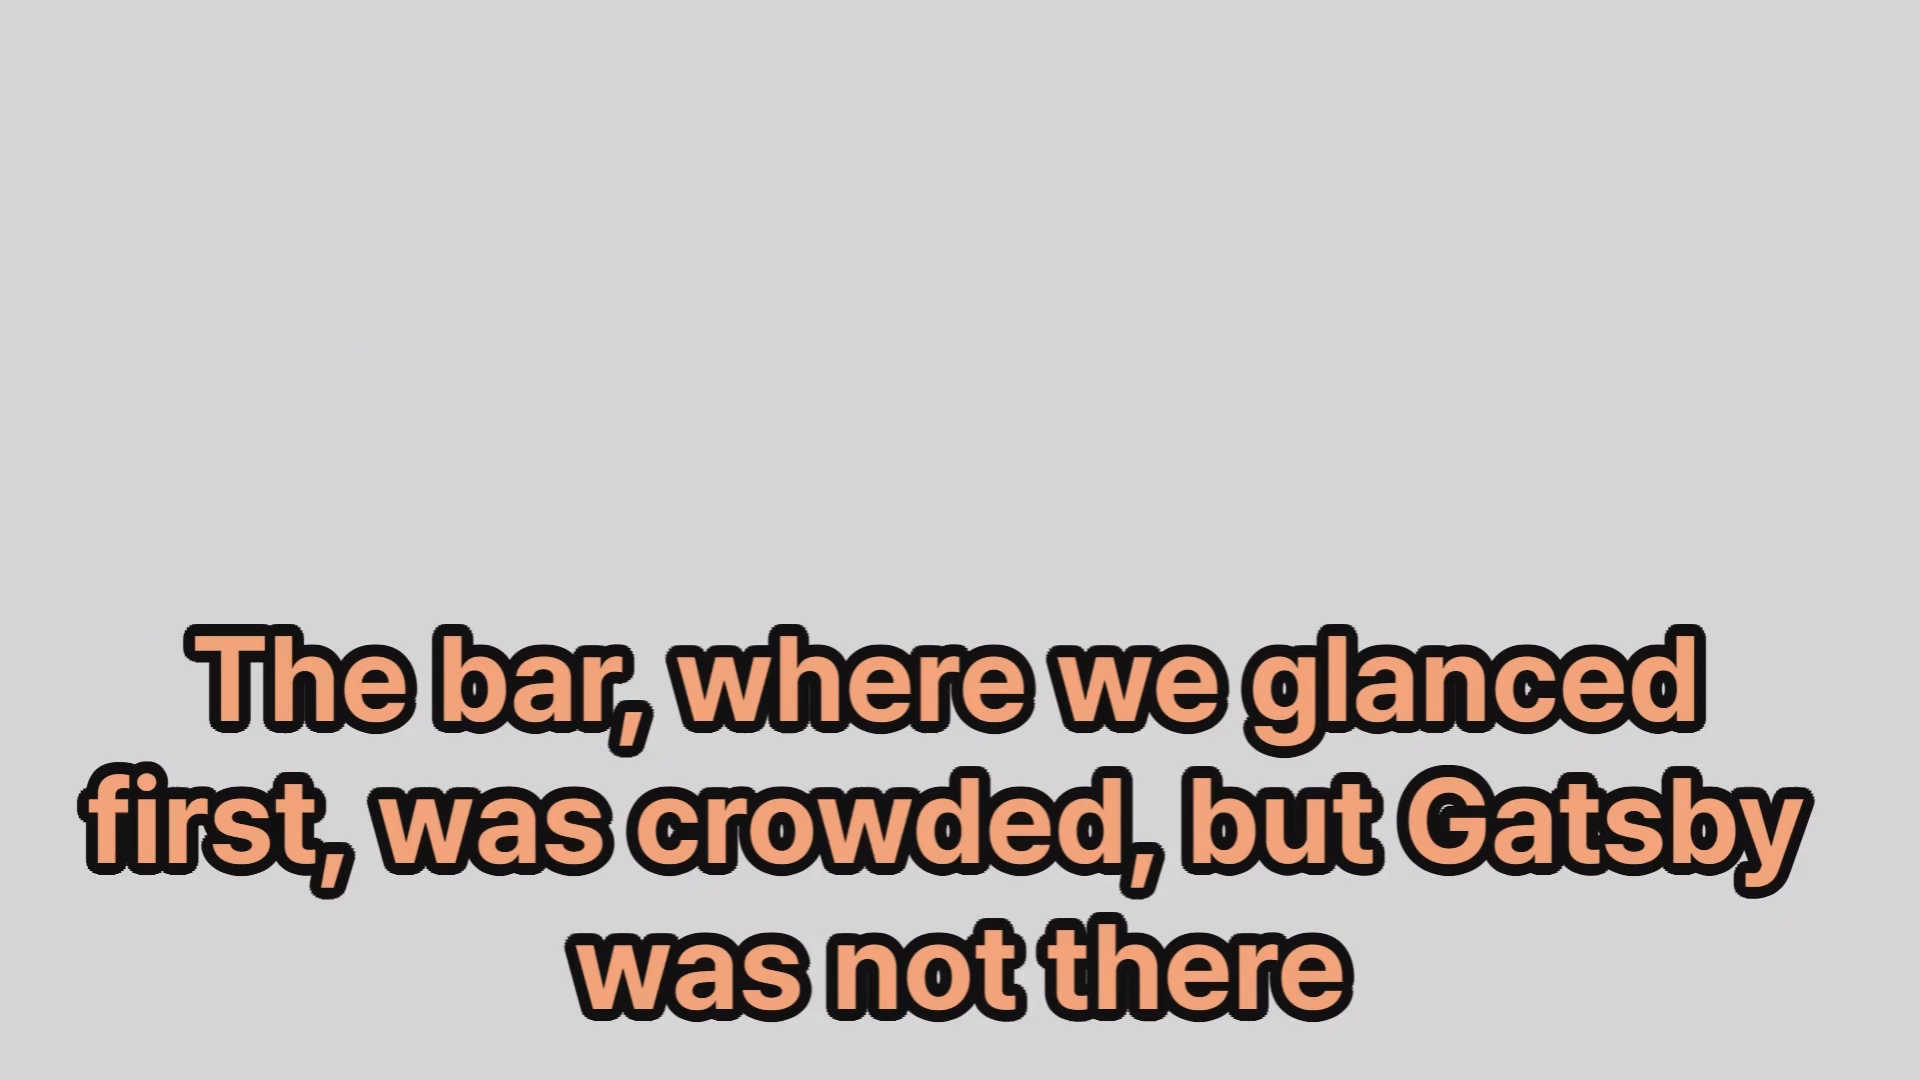 The bar, where we glanced
first, was crowded, but Gatsby
was not there